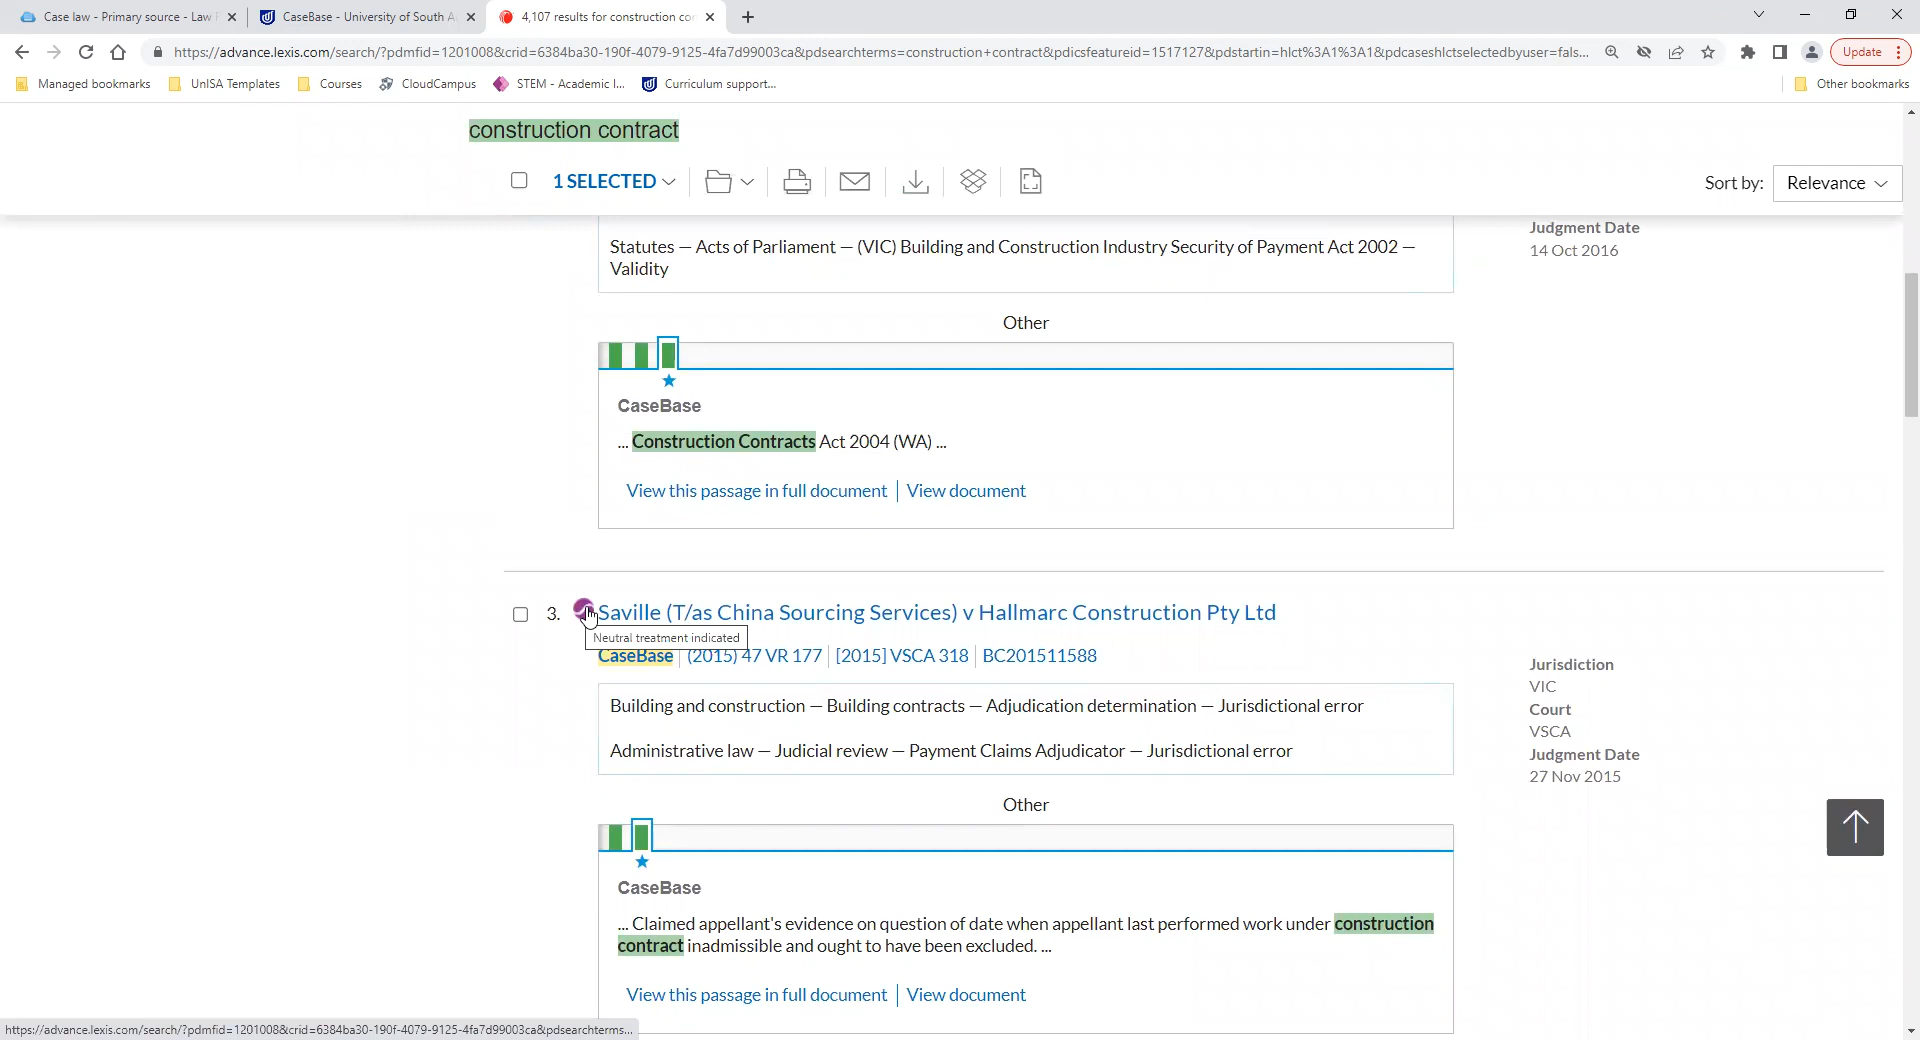 Case law - Primary source - Law
CaseBase - University of South A
4,107 results for construction con
https://advance.lexis.com/search/?pdmfid=1201008&crid=6384ba30-190f-4079-9125-4fa7d99003ca&pdsearchterms=construction+contract&pdicsfeatureid=1517127&pdstartin=hlct%3A1%3A1&pdcaseshlctselectedbyuser=fals...
Update
Managed bookmarks
UniSA Templates
Courses
CloudCampus
STEM - Academic I...
Curriculum support...
Other bookmarks
construction contract
1 SELECTED
Sort by:
Relevance
Statutes — Acts of Parliament — (VIC) Building and Construction Industry Security of Payment Act 2002 —
Validity
Judgment Date
14 Oct 2016
Other
CaseBase
... Construction Contracts Act 2004 (WA) ...
View this passage in full document
View document
3.
Saville (T/as China Sourcing Services) v Hallmarc Construction Pty Ltd
Neutral treatment indicated
CaseBase (2015) 47 VR 177 [2015] VSCA 318 BC201511588
Building and construction — Building contracts — Adjudication determination — Jurisdictional error
Administrative law — Judicial review — Payment Claims Adjudicator — Jurisdictional error
Jurisdiction
VIC
Court
VSCA
Judgment Date
27 Nov 2015
Other
CaseBase
... Claimed appellant's evidence on question of date when appellant last performed work under construction
contract inadmissible and ought to have been excluded. ...
View this passage in full document
View document
https://advance.lexis.com/search/?pdmfid=1201008&crid=6384ba30-190f-4079-9125-4fa7d99003ca&pdsearchterms...